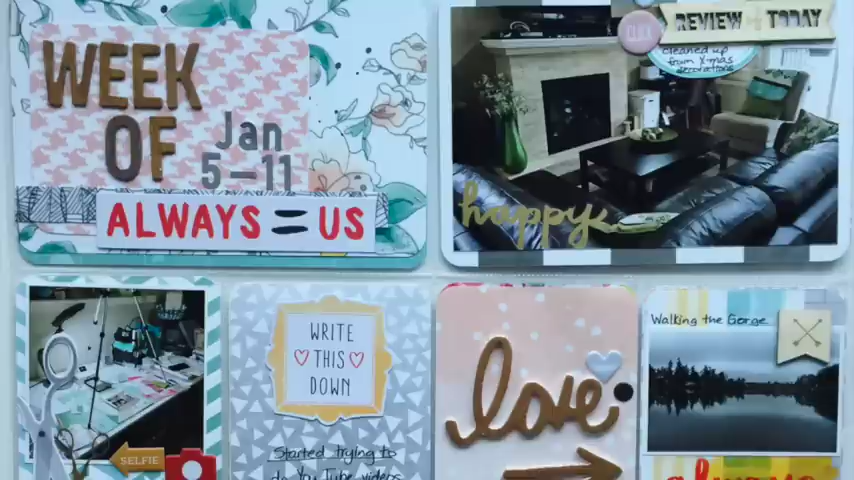 WEEK
OF
Jan
5-11
ALWAYS = US
REVIEW TODAY
cleaned up
from X-mas
decorations
happy
WRITE
THIS
DOWN
Started trying to
do YouTube videos
SELFIE
love
Walking the Gorge
always